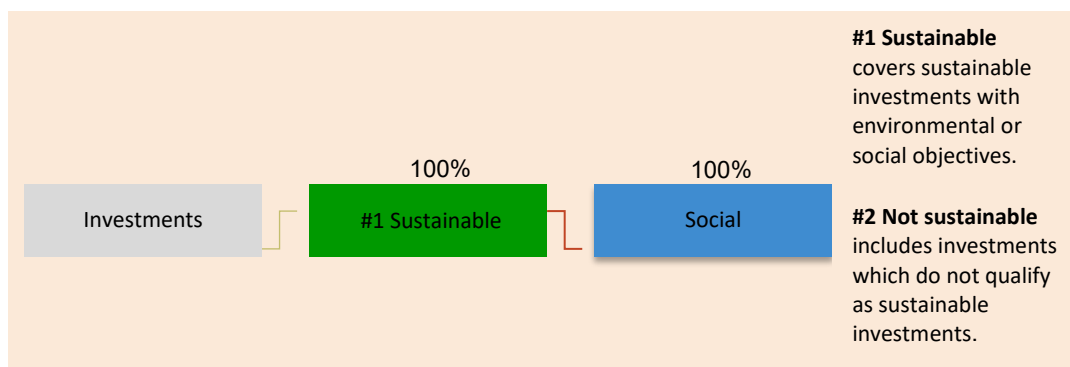 100%
100%
Investments
#1 Sustainable
Social
#1 Sustainable
covers sustainable
investments with
environmental or
social objectives.
#2 Not sustainable
includes investments
which do not qualify
as sustainable
investments.